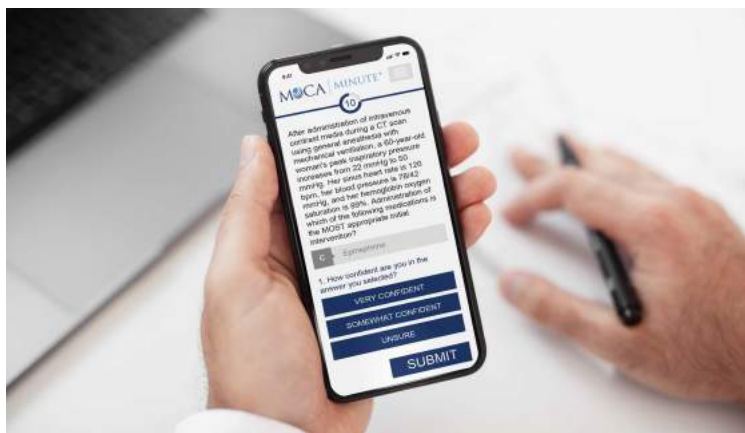 9:41
MOCA MINUTE®
10
After administration of intravenous
contrast media during a CT scan
using general anesthesia with
mechanical ventilation, a 60-year-old
woman's peak inspiratory pressure
increases from 22 mmHg to 50
mmHg. Her sinus heart rate is 126
bpm, her blood pressure is 78/42
mmHg, and her hemoglobin oxygen
saturation is 89%. Administration of
which of the following medications is
the MOST appropriate initial
intervention?
C Epinephrine
1. How confident are you in the
answer you selected?
VERY CONFIDENT
SOMEWHAT CONFIDENT
UNSURE
SUBMIT